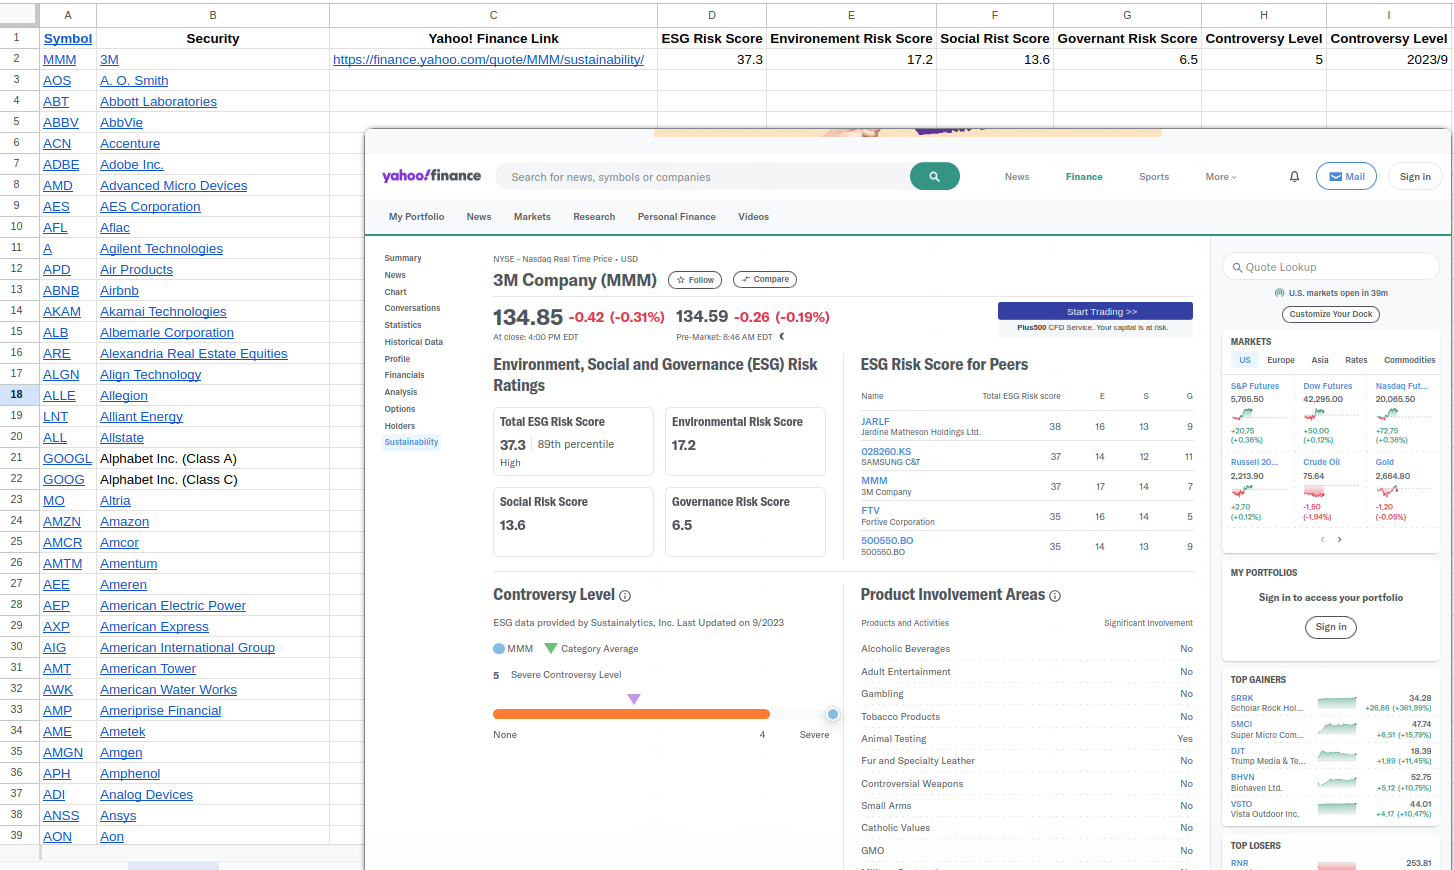 A B C D E F G H I
1 Symbol Security Yahoo! Finance Link ESG Risk Score Environement Risk Score Social Rist Score Governant Risk Score Controversy Level Controversy Level
2 MMM 3M https://finance.yahoo.com/quote/MMM/sustainability/ 37.3 17.2 13.6 6.5 5 2023/9
3 AOS A. O. Smith
4 ABT Abbott Laboratories
5 ABBV AbbVie
6 ACN Accenture
7 ADBE Adobe Inc.
8 AMD Advanced Micro Devices
9 AES AES Corporation
10 AFL Aflac
11 A Agilent Technologies
12 APD Air Products
13 ABNB Airbnb
14 AKAM Akamai Technologies
15 ALB Albemarle Corporation
16 ARE Alexandria Real Estate Equities
17 ALGN Align Technology
18 ALLE Allegion
19 LNT Alliant Energy
20 ALL Allstate
21 GOOGL Alphabet Inc. (Class A)
22 GOOG Alphabet Inc. (Class C)
23 MO Altria
24 AMZN Amazon
25 AMCR Amcor
26 AMTM Amentum
27 AEE Ameren
28 AEP American Electric Power
29 AXP American Express
30 AIG American International Group
31 AMT American Tower
32 AWK American Water Works
33 AMP Ameriprise Financial
34 AME Ametek
35 AMGN Amgen
36 APH Amphenol
37 ADI Analog Devices
38 ANSS Ansys
39 AON Aon
yahoo!finance Search for news, symbols or companies News Finance Sports More Mail Sign in
My Portfolio News Markets Research Personal Finance Videos
Summary
News
Chart
Conversations
Statistics
Historical Data
Profile
Financials
Analysis
Options
Holders
Sustainability
NYSE - Nasdaq Real Time Price • USD
3M Company (MMM) Follow Compare
134.85 -0.42 (-0.31%) 134.59 -0.26 (-0.19%)
At close: 4:00 PM EDT Pre-Market: 8:46 AM EDT
Start Trading >>
Plus500 CFD Service. Your capital is at risk.
Environment, Social and Governance (ESG) Risk
Ratings
Total ESG Risk Score
37.3 89th percentile
High
Environmental Risk Score
17.2
Social Risk Score
13.6
Governance Risk Score
6.5
ESG Risk Score for Peers
Name Total ESG Risk score E S G
JARLF
Jardine Matheson Holdings Ltd. 38 16 13 9
028260.KS
SAMSUNG C&T 37 14 12 11
MMM
3M Company 37 17 14 7
FTV
Fortive Corporation 35 16 14 5
500550.BO
500550.BO 35 14 13 9
Controversy Level
ESG data provided by Sustainalytics, Inc. Last Updated on 9/2023
MMM Category Average
5 Severe Controversy Level
None 4 Severe
Product Involvement Areas
Products and Activities Significant Involvement
Alcoholic Beverages No
Adult Entertainment No
Gambling No
Tobacco Products No
Animal Testing Yes
Fur and Specialty Leather No
Controversial Weapons No
Small Arms No
Catholic Values No
GMO No
Quote Lookup
U.S. markets open in 39m
Customize Your Dock
MARKETS
US Europe Asia Rates Commodities
S&P Futures Dow Futures Nasdaq Fut...
5,765.50 42,295.00 20,065.50
+20.75 +50.00 +72.75
(+0.36%) (+0.12%) (+0.36%)
Russell 20... Crude Oil Gold
2,213.90 75.64 2,664.80
+2.70 -1.50 -1.20
(+0.12%) (-1.94%) (-0.05%)
MY PORTFOLIOS
Sign in to access your portfolio
Sign in
TOP GAINERS
SRRK 34.28
Scholar Rock Hol... +26.86 (+361.99%)
SMCI 47.74
Super Micro Com... +6.51 (+15.79%)
DJT 18.39
Trump Media & Te... +1.89 (+11.45%)
BHVN 52.75
Biohaven Ltd. +5.12 (+10.75%)
VSTO 44.01
Vista Outdoor Inc. +4.17 (+10.47%)
TOP LOSERS
RNR 253.81